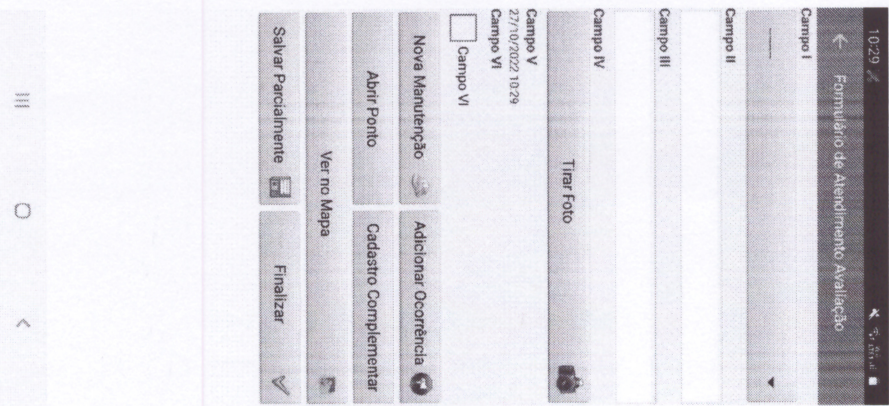 10:29
Formulário de Atendimento Avaliação
Campo I
Campo II
Campo III
Campo IV
Tirar Foto
Campo V
27/10/2022 10:29
Campo VI
Campo VI
Nova Manutenção
Adicionar Ocorrência
Abrir Ponto
Cadastro Complementar
Ver no Mapa
Salvar Parcialmente
Finalizar